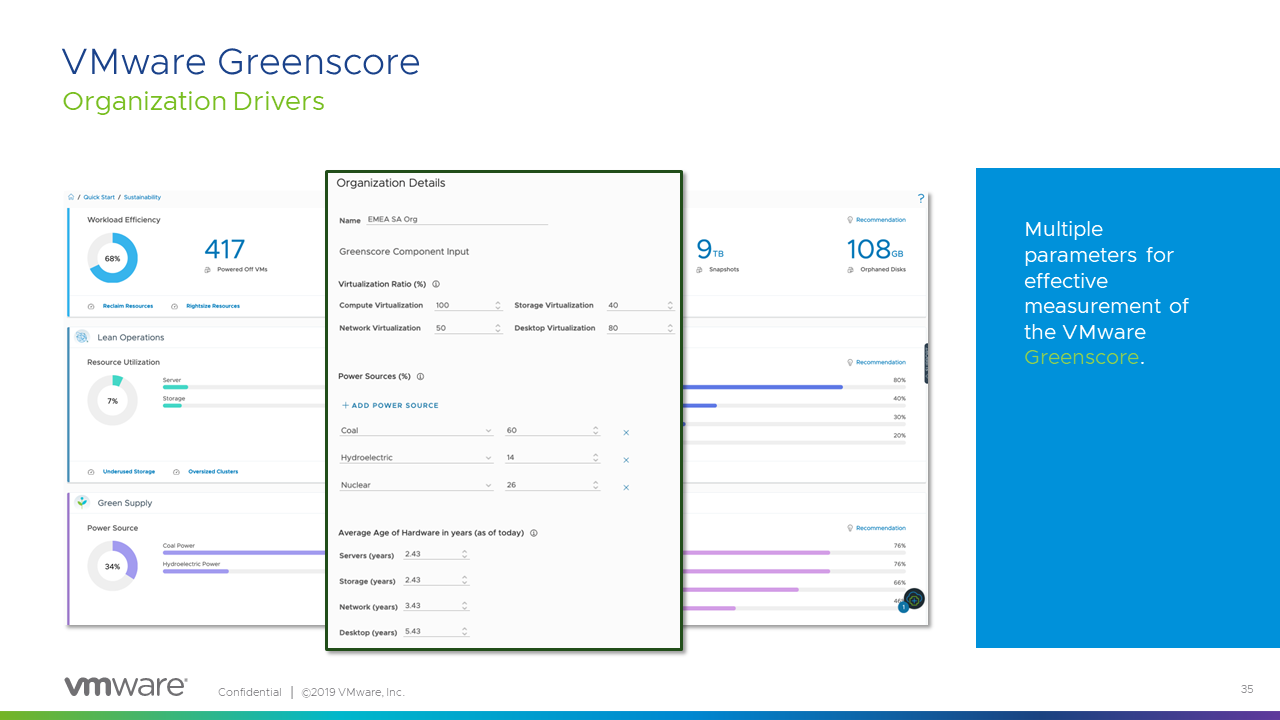 VMware Greenscore
Organization Drivers
/ Quick Start / Sustainability
?
Workload Efficiency
68%
417
Powered Off VMs
Reclaim Resources
Rightsize Resources
Recommendation
9TB
Snapshots
108GB
Orphaned Disks
Lean Operations
Resource Utilization
7%
Server
Storage
Underused Storage
Oversized Clusters
Recommendation
80%
40%
30%
20%
Green Supply
Power Source
34%
Coal Power
Hydroelectric Power
Recommendation
76%
76%
66%
1
Organization Details
Name EMEA SA Org
Greenscore Component Input
Virtualization Ratio (%)
Compute Virtualization 100 Storage Virtualization 40
Network Virtualization 50 Desktop Virtualization 80
Power Sources (%)
+ ADD POWER SOURCE
Coal 60
Hydroelectric 14
Nuclear 26
Average Age of Hardware in years (as of today)
Servers (years) 2.43
Storage (years) 2.43
Network (years) 3.43
Desktop (years) 5.43
Multiple
parameters for
effective
measurement of
the VMware
Greenscore.
vmware®
Confidential | ©2019 VMware, Inc.
35